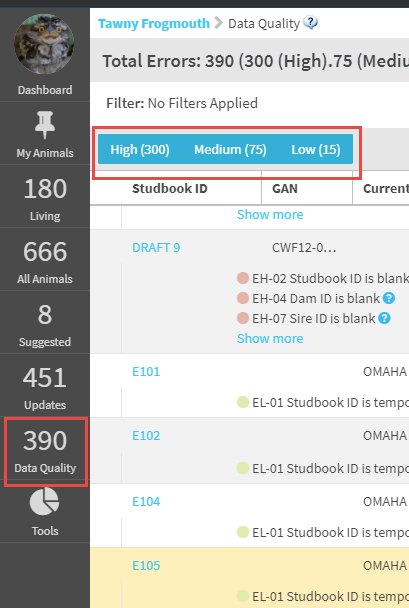 Tawny Frogmouth > Data Quality ?
Dashboard
My Animals
180
Living
666
All Animals
8
Suggested
451
Updates
390
Data Quality
Tools
Total Errors: 390 (300 (High).75 (Mediu
Filter: No Filters Applied
High (300) Medium (75) Low (15)
Studbook ID GAN Current
Show more
DRAFT 9 CWF12-0...
EH-02 Studbook ID is blank
EH-04 Dam ID is blank ?
EH-07 Sire ID is blank ?
Show more
E101 OMAHA
EL-01 Studbook ID is tempo
E102 OMAHA
EL-01 Studbook ID is tempo
E104 OMAHA
EL-01 Studbook ID is tempo
E105 OMAHA
EL-01 Studbook ID is tempo